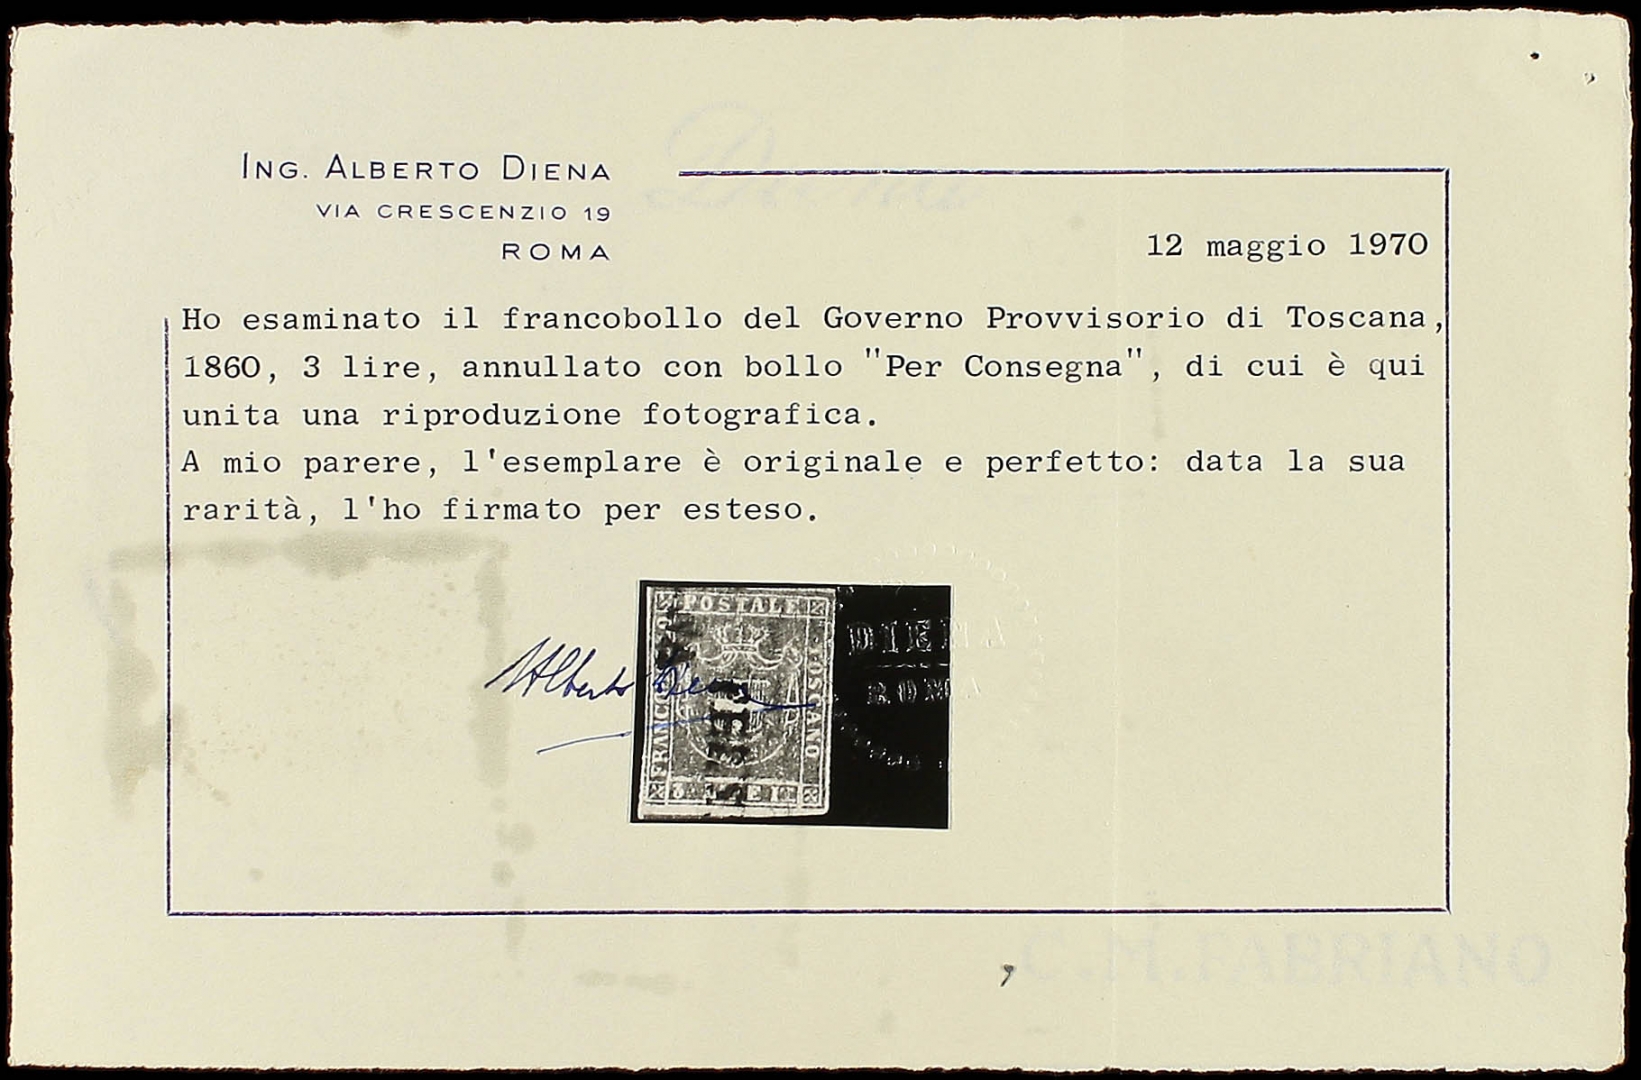 ING. ALBERTO DIENA
VIA CRESCENZIO 19
ROMA
12 maggio 1970
Ho esaminato il francobollo del Governo Provvisorio di Toscana,
1860, 3 lire, annullato con bollo "Per Consegna", di cui è qui
unita una riproduzione fotografica.
A mio parere, l'esemplare è originale e perfetto: data la sua
rarità, l'ho firmato per esteso.
Alberto Diena
POSTALE
TOSCANO
DIENA
ROMA
C.M.FABRIANO